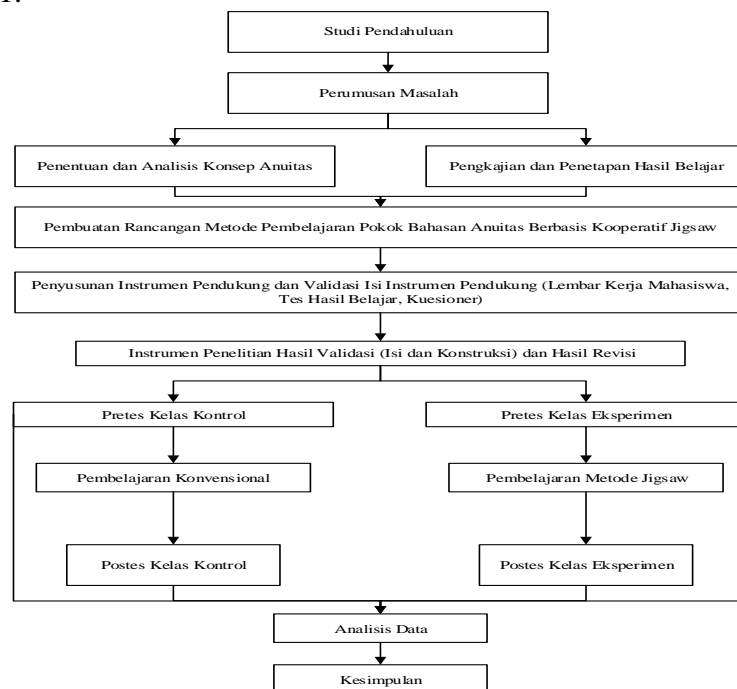 1.
Studi Pendahuluan
Perumusan Masalah
Penentuan dan Analisis Konsep Anuitas
Pengkajian dan Penetapan Hasil Belajar
Pembuatan Rancangan Metode Pembelajaran Pokok Bahasan Anuitas Berbasis Kooperatif Jigsaw
Penyusunan Instrumen Pendukung dan Validasi Isi Instrumen Pendukung (Lembar Kerja Mahasiswa,
Tes Hasil Belajar, Kuesioner)
Instrumen Penelitian Hasil Validasi (Isi dan Konstruksi) dan Hasil Revisi
Pretes Kelas Kontrol
Pretes Kelas Eksperimen
Pembelajaran Konvensional
Pembelajaran Metode Jigsaw
Postes Kelas Kontrol
Postes Kelas Eksperimen
Analisis Data
Kesimpulan